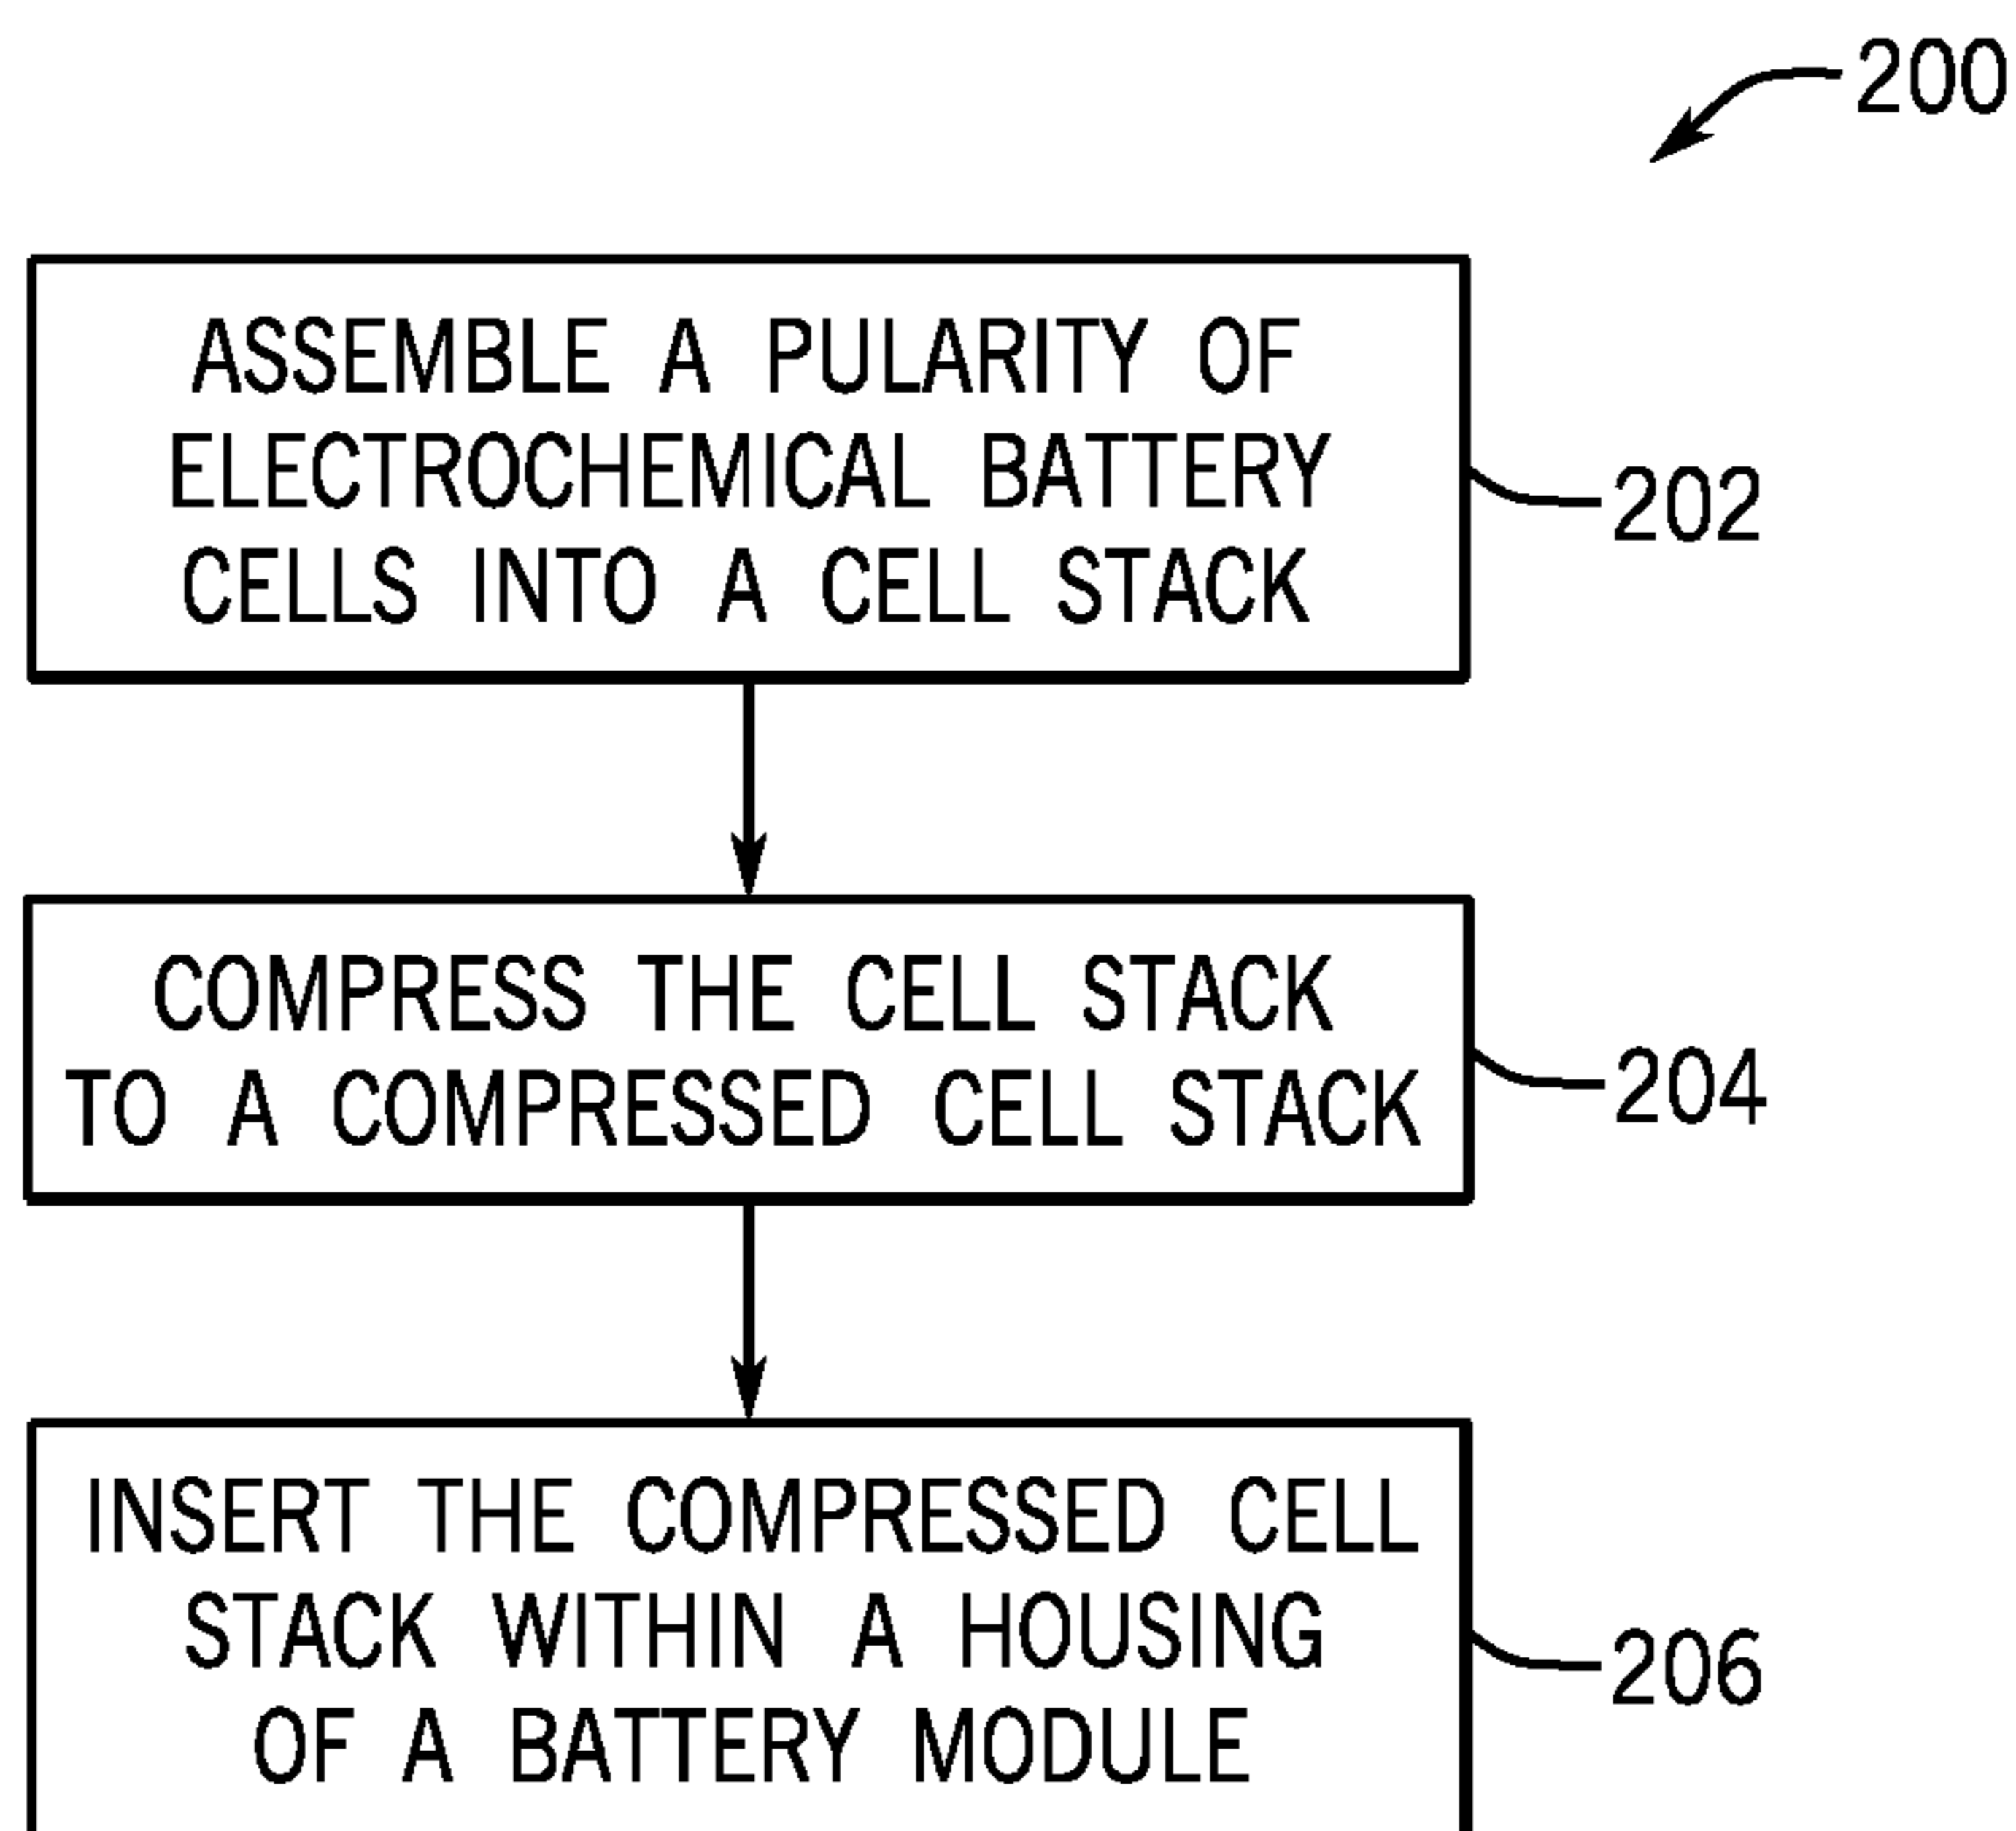 200
ASSEMBLE A PULARITY OF
ELECTROCHEMICAL BATTERY
CELLS INTO A CELL STACK
202
COMPRESS THE CELL STACK
TO A COMPRESSED CELL STACK
204
INSERT THE COMPRESSED CELL
STACK WITHIN A HOUSING
OF A BATTERY MODULE
206